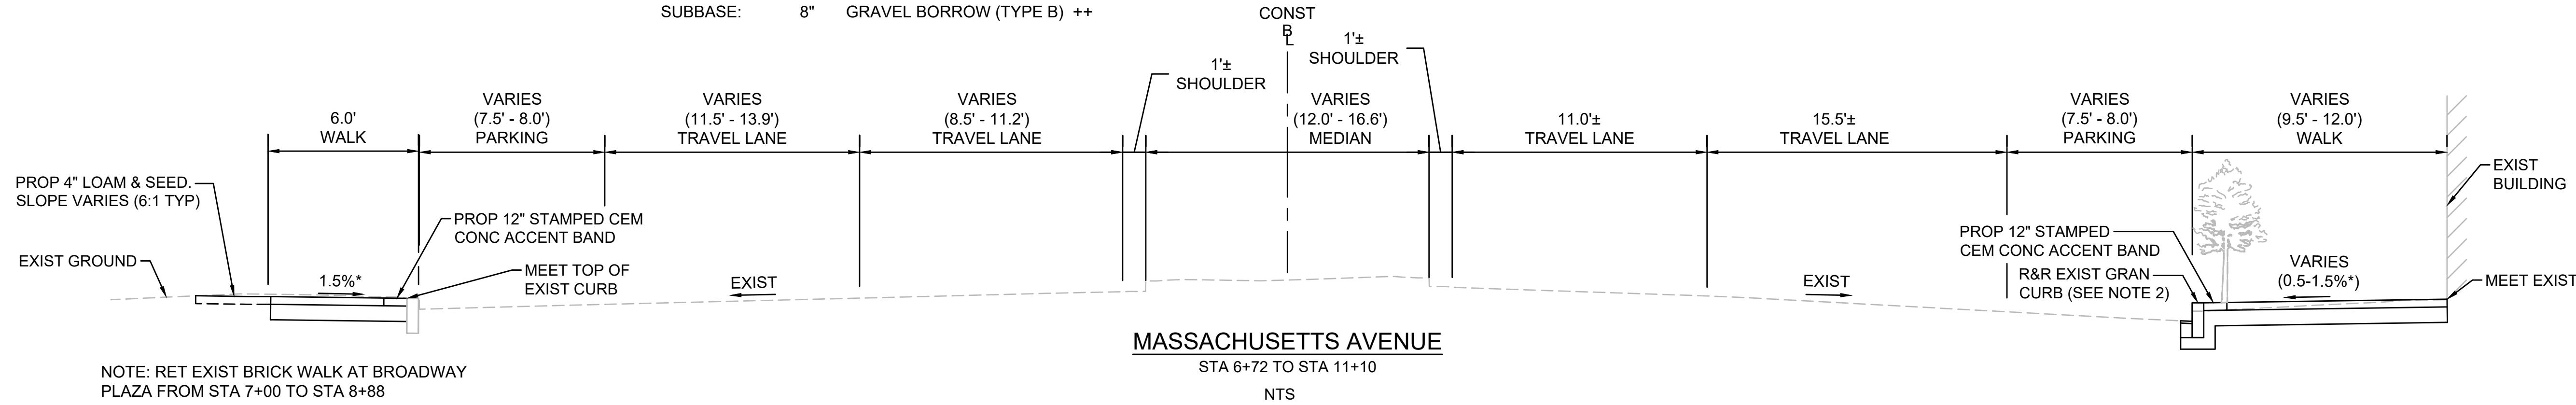 SUBBASE: 8" GRAVEL BORROW (TYPE B) ++
CONST
B
L
1'±
SHOULDER
1'±
SHOULDER
6.0'
WALK
VARIES
(7.5' - 8.0')
PARKING
VARIES
(11.5' - 13.9')
TRAVEL LANE
VARIES
(8.5' - 11.2')
TRAVEL LANE
VARIES
(12.0' - 16.6')
MEDIAN
11.0'±
TRAVEL LANE
15.5'±
TRAVEL LANE
VARIES
(7.5' - 8.0')
PARKING
VARIES
(9.5' - 12.0')
WALK
PROP 4" LOAM & SEED.
SLOPE VARIES (6:1 TYP)
EXIST GROUND
1.5%*
PROP 12" STAMPED CEM
CONC ACCENT BAND
MEET TOP OF
EXIST CURB
EXIST
EXIST
PROP 12" STAMPED
CEM CONC ACCENT BAND
R&R EXIST GRAN
CURB (SEE NOTE 2)
VARIES
(0.5-1.5%*)
EXIST
BUILDING
MEET EXIST
MASSACHUSETTS AVENUE
STA 6+72 TO STA 11+10
NTS
NOTE: RET EXIST BRICK WALK AT BROADWAY
PLAZA FROM STA 7+00 TO STA 8+88